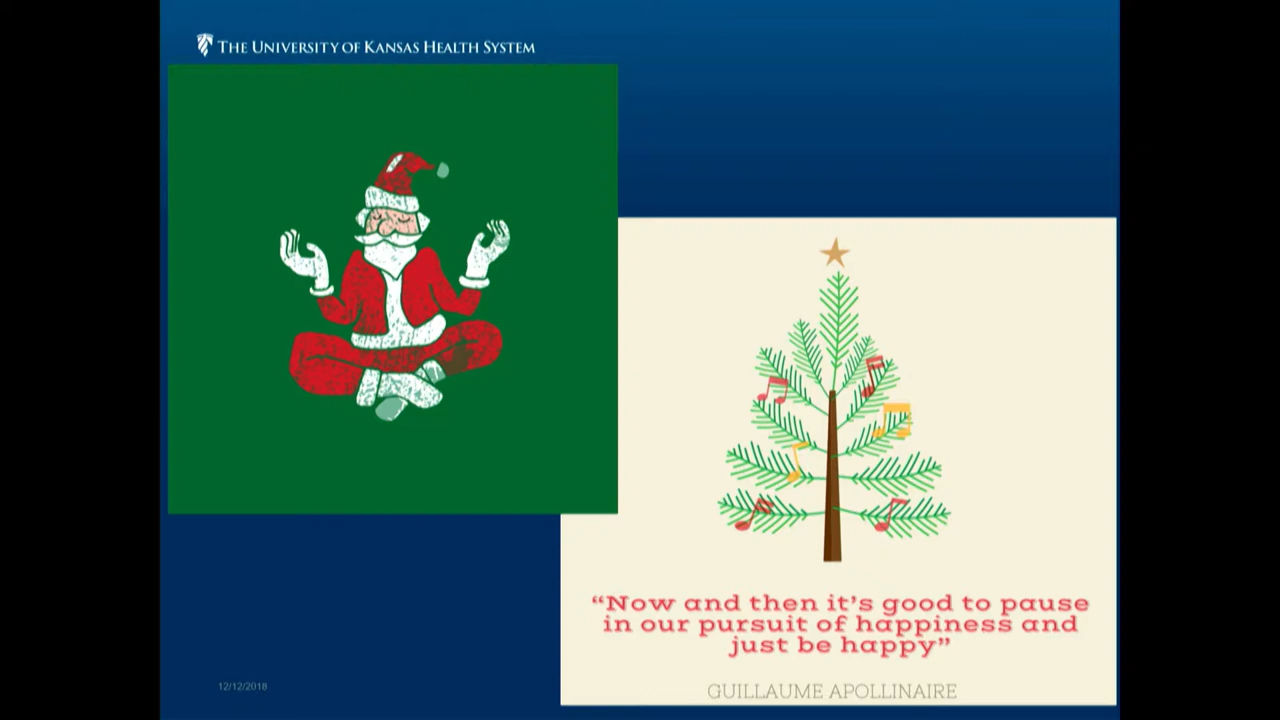 THE UNIVERSITY OF KANSAS HEALTH SYSTEM
“Now and then it’s good to pause
in our pursuit of happiness and
just be happy”
GUILLAUME APOLLINAIRE
12/12/2018